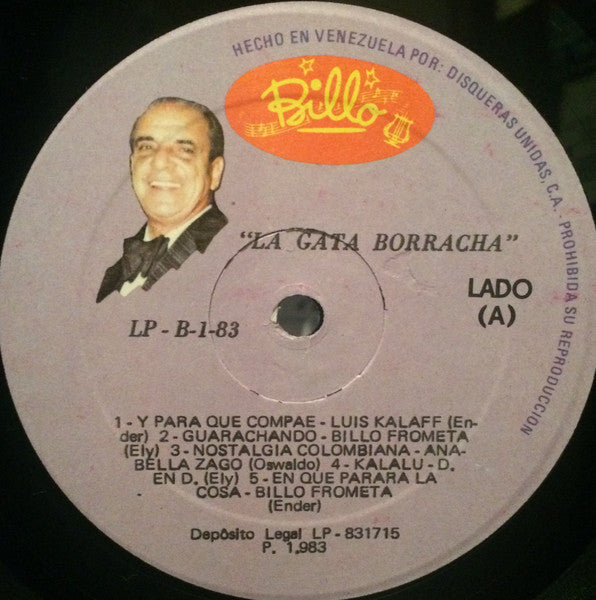 HECHO EN VENEZUELA POR: DISQUERAS UNIDAS, C.A. - PROHIBIDA SU REPRODUCCION
Billo
"LA GATA BORRACHA"
LADO
(A)
LP - B-1-83
1 - Y PARA QUE COMPAE - LUIS KALAFF (En-
der) 2 - GUARACHANDO - BILLO FROMETA
(Ely) 3 - NOSTALGIA COLOMBIANA - ANA-
BELLA ZAGO (Oswaldo) 4 - KALALU - D.
EN D. (Ely) 5 - EN QUE PARARA LA
COSA - BILLO FROMETA
(Ender)
Depôsito Legal LP - 831715
P. 1,983